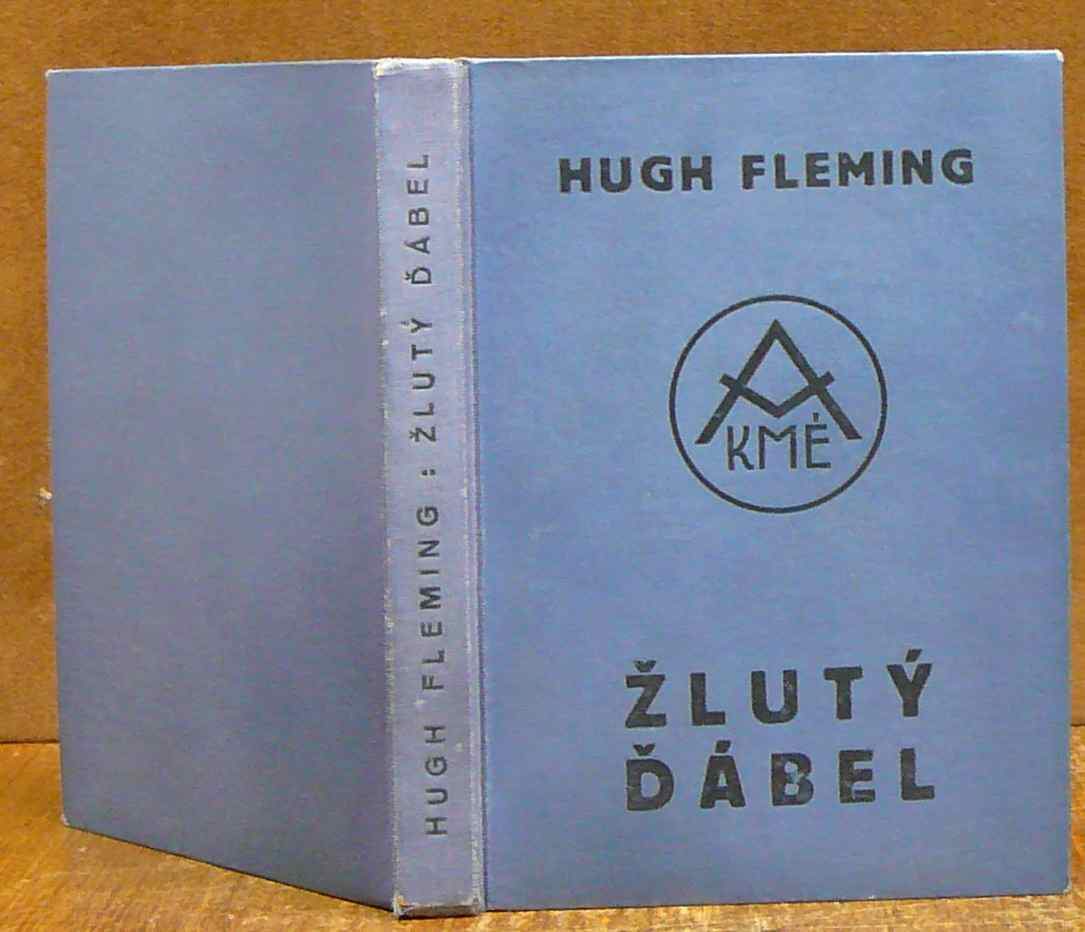 HUGH FLEMING : ŽLUTÝ ĎÁBEL
HUGH FLEMING
AKMÉ
ŽLUTÝ
ĎÁBEL